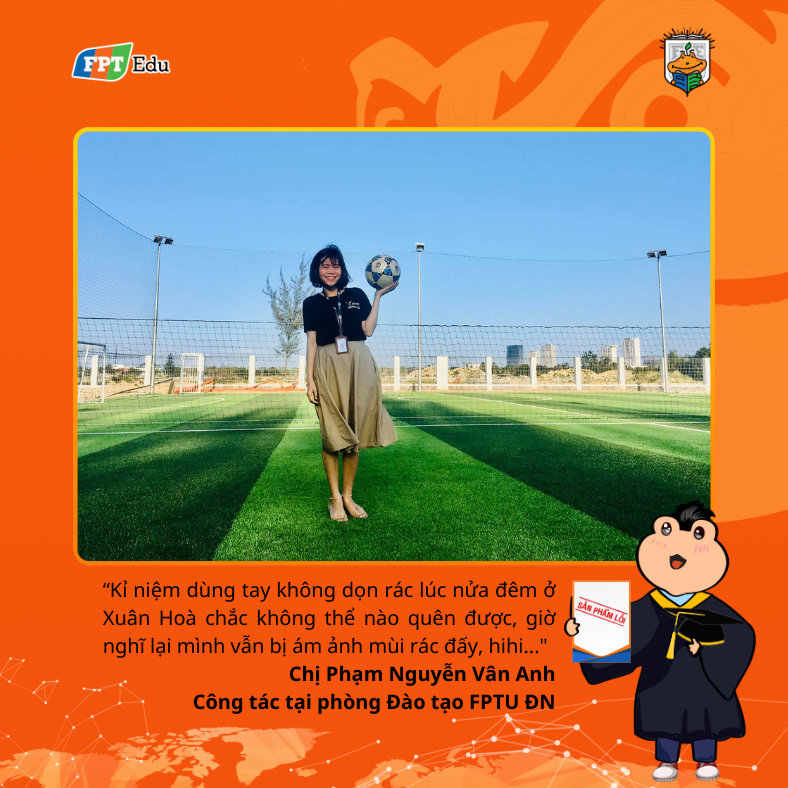 FPT Edu
“Kỉ niệm dùng tay không dọn rác lúc nửa đêm ở
Xuân Hoà chắc không thể nào quên được, giờ
nghĩ lại mình vẫn bị ám ảnh mùi rác đấy, hihi..."
Chị Phạm Nguyễn Vân Anh
Công tác tại phòng Đào tạo FPTU ĐN
SẢN PHẨM LỖI